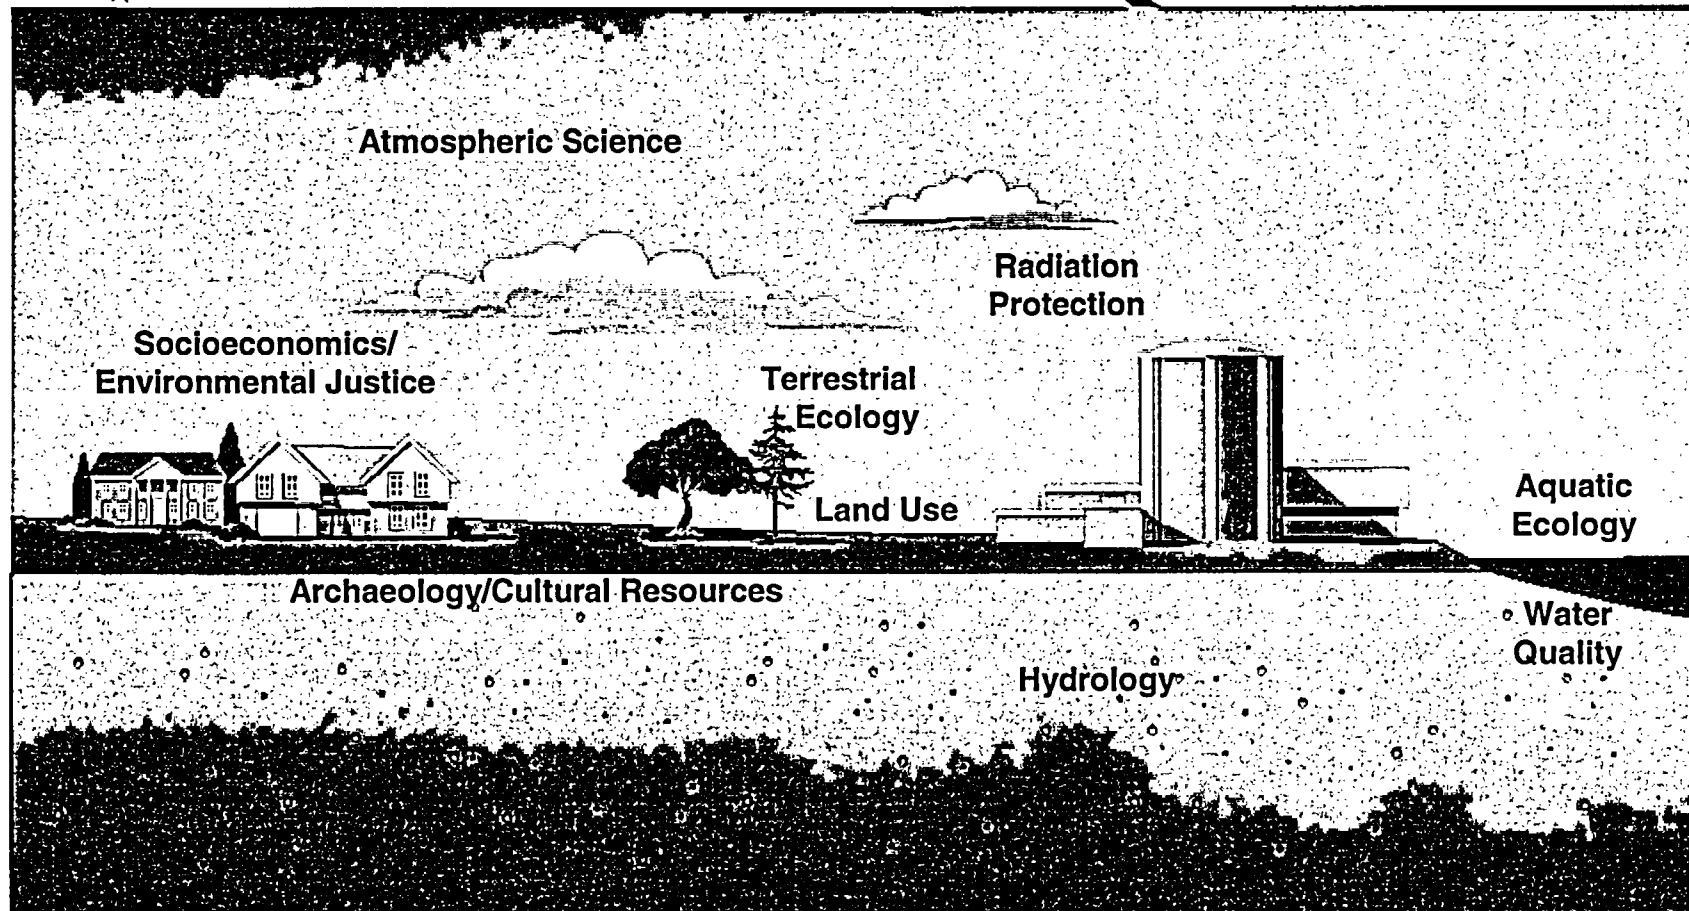 Atmospheric Science
Radiation
Protection
Socioeconomics/
Environmental Justice
Terrestrial
Ecology
Land Use
Aquatic
Ecology
Archaeology/Cultural Resources
Water
Quality
Hydrology